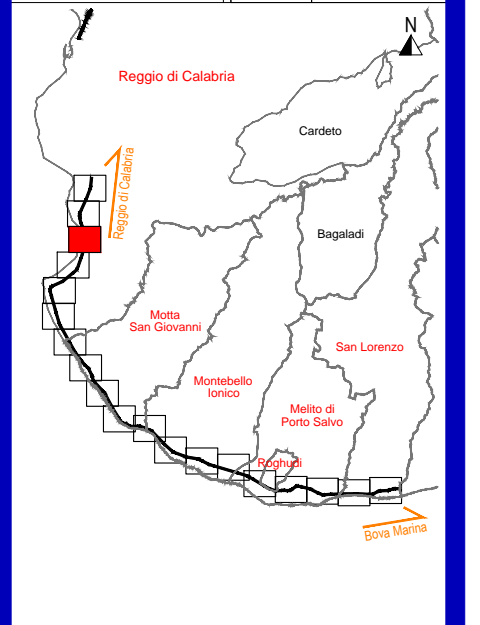 N
Reggio di Calabria
Cardeto
Reggio di Calabria
Bagaladi
Motta
San Giovanni
San Lorenzo
Montebello
Ionico
Melito di
Porto Salvo
Roghudi
Bova Marina